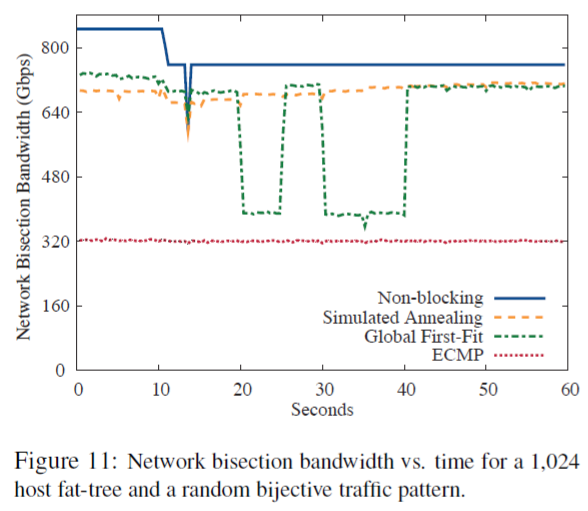 Network Bisection Bandwidth (Gbps)
800
640
480
320
160
0
Non-blocking
Simulated Annealing
Global First-Fit
ECMP
0 10 20 30 40 50 60
Seconds
Figure 11: Network bisection bandwidth vs. time for a 1,024
host fat-tree and a random bijective traffic pattern.